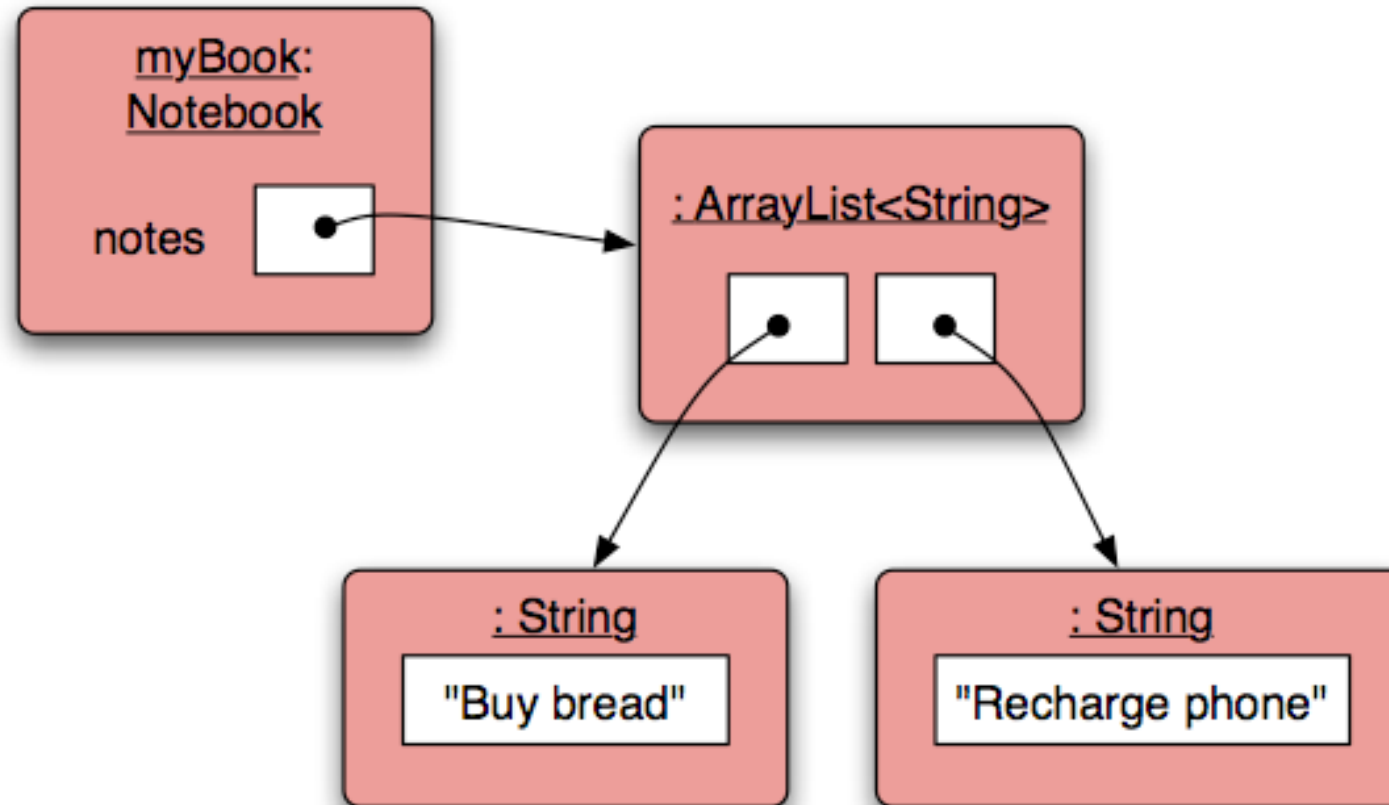 myBook:
Notebook
notes
: ArrayList<String>
: String
"Buy bread"
: String
"Recharge phone"